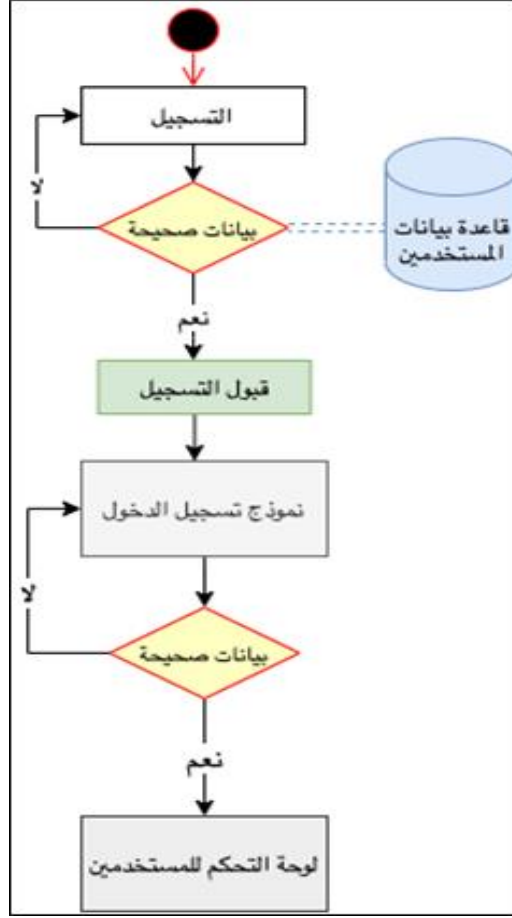 التسجيل
لا
بيانات صحيحة
قاعدة بيانات
المستخدمين
نعم
قبول التسجيل
نموذج تسجيل الدخول
لا
بيانات صحيحة
نعم
لوحة التحكم للمستخدمين